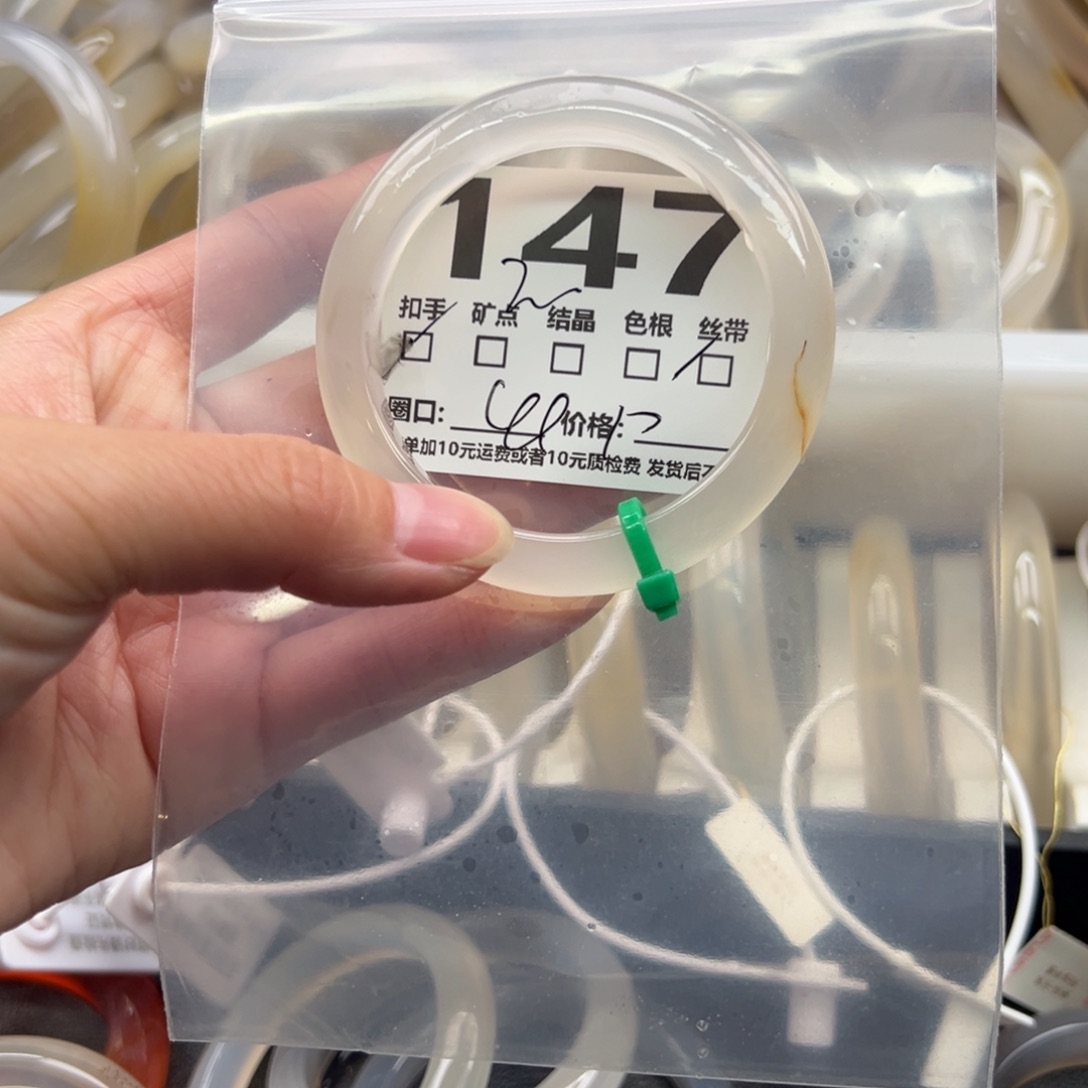 147
扣手 矿点 结晶 色根 丝带
圈口: 价格:
单加10元运费或者10元质检费 发货后不